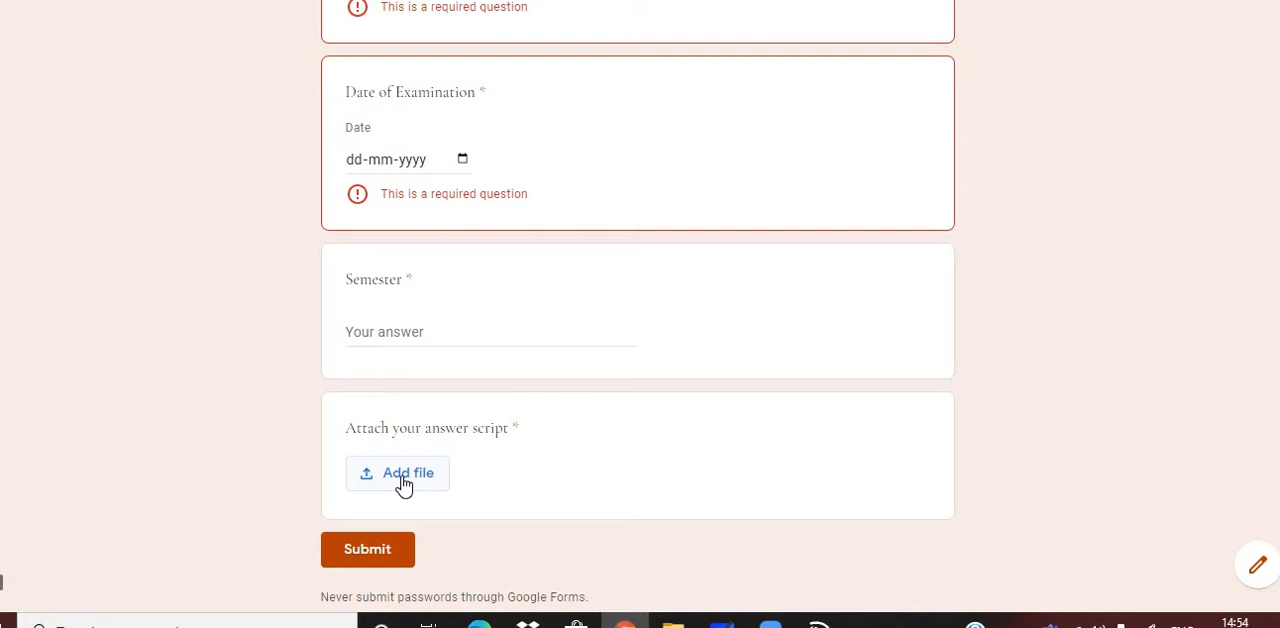 This is a required question
Date of Examination *
Date
dd-mm-yyyy
This is a required question
Semester *
Your answer
Attach your answer script *
Add file
Submit
Never submit passwords through Google Forms.
14:54